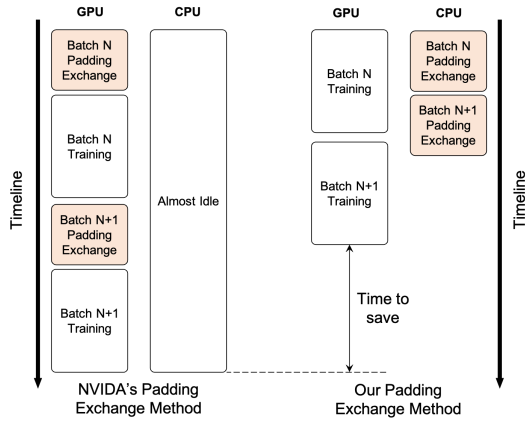 GPU
CPU
GPU
CPU
Batch N
Padding
Exchange
Batch N
Training
Batch N+1
Padding
Exchange
Batch N+1
Training
Almost Idle
Timeline
NVIDA's Padding
Exchange Method
Batch N
Training
Batch N+1
Training
Batch N
Padding
Exchange
Batch N+1
Padding
Exchange
Time to
save
Timeline
Our Padding
Exchange Method